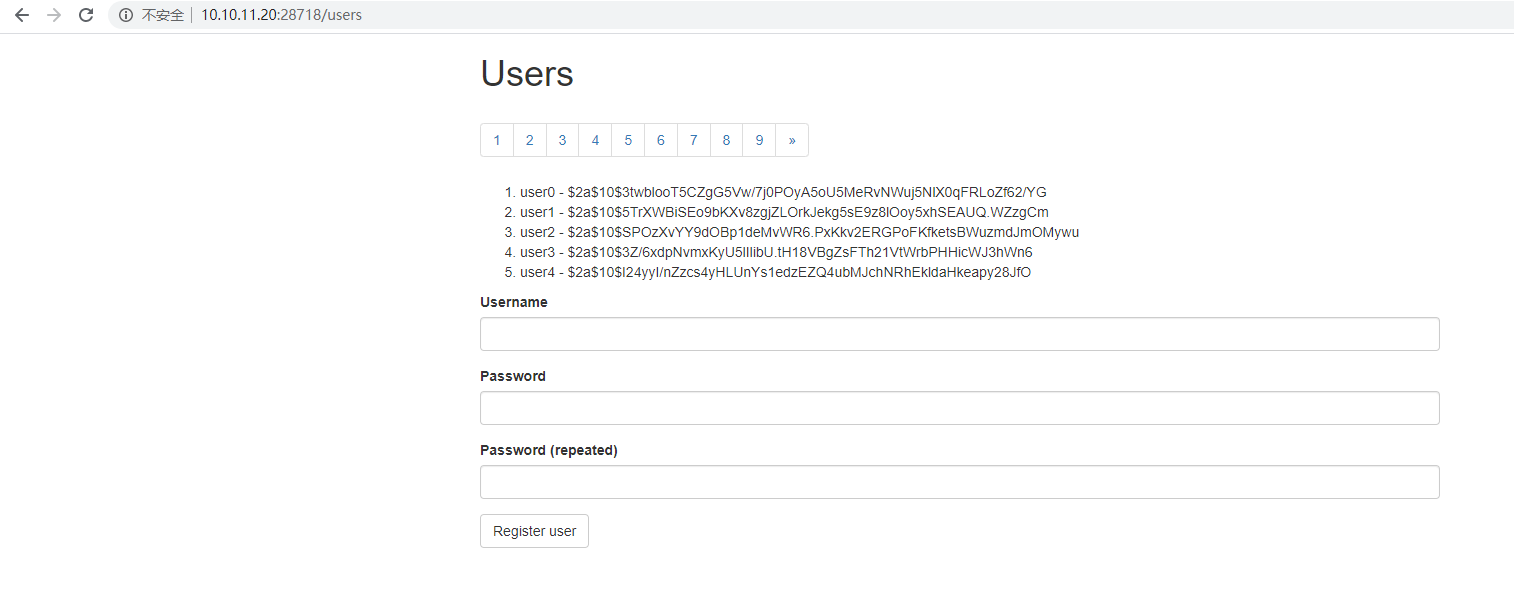 不安全 | 10.10.11.20:28718/users
Users
1 2 3 4 5 6 7 8 9 »
1. user0 - $2a$10$3twblooT5CZgG5Vw/7j0POyA5oU5MeRvNWuj5NIX0qFRLoZf62/YG
2. user1 - $2a$10$5TrXWBiSEo9bKXv8zgjZLOrkJekg5sE9z8lOoy5xhSEAUQ.WZzgCm
3. user2 - $2a$10$SPOzXvYY9dOBp1deMvWR6.PxKkv2ERGPoFKfketsBWuzmdJmOMywu
4. user3 - $2a$10$3Z/6xdpNvmxKyU5lIlibU.tH18VBgZsFTh21VtWrbPHHicWJ3hWn6
5. user4 - $2a$10$I24yyI/nZzcs4yHLUnYs1edzEZQ4ubMJchNRhEkldaHkeapy28JfO
Username
Password
Password (repeated)
Register user